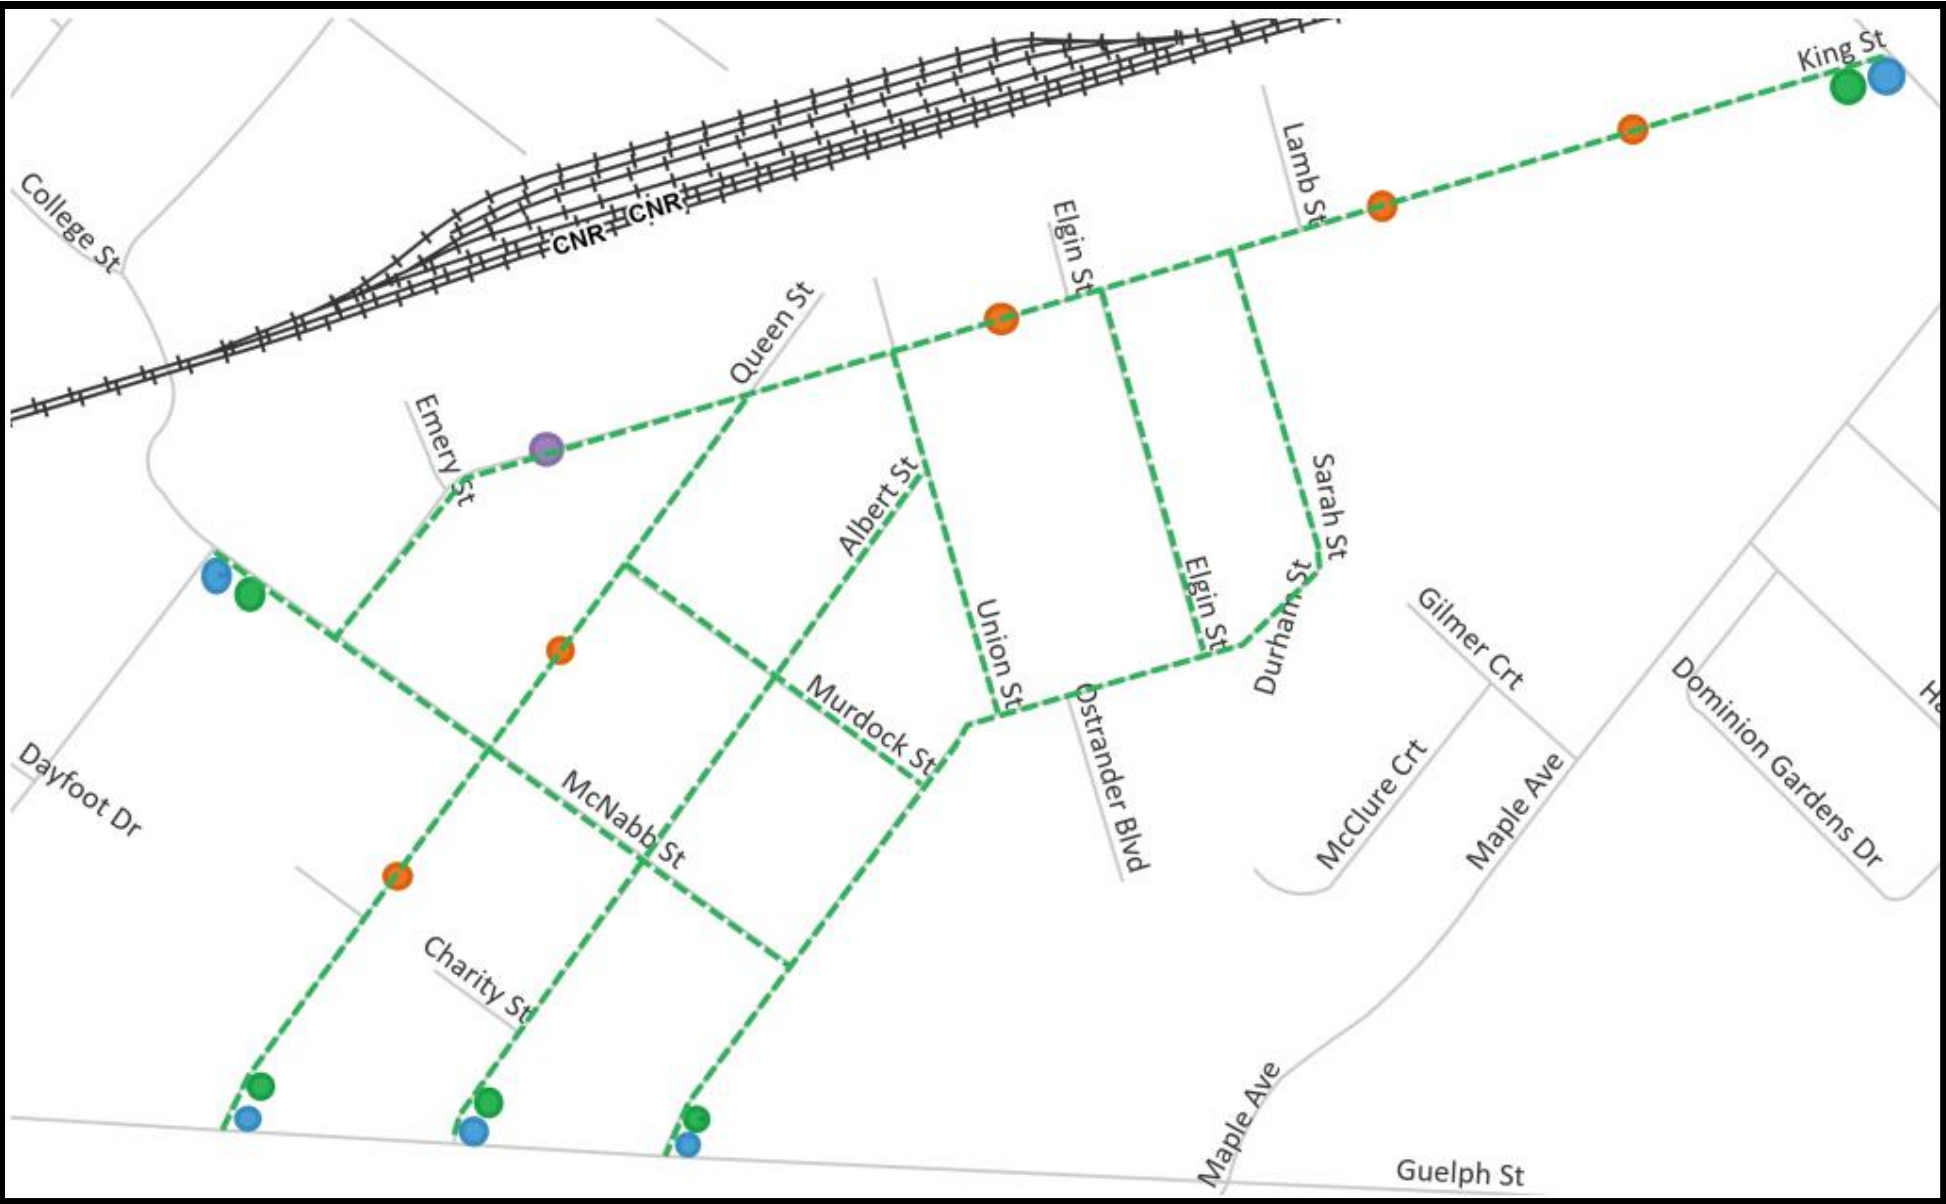 King St
Lamb St
College St
Elgin St
CNR
CNR
Queen St
Emery St
Albert St
Sarah St
Elgin St
Durham St
Union St
Gilmer Crt
Murdock St
Ostrander Blvd
Dominion Gardens Dr
Ha
McClure Crt
Maple Ave
Dayfoot Dr
McNabb St
Charity St
Maple Ave
Guelph St